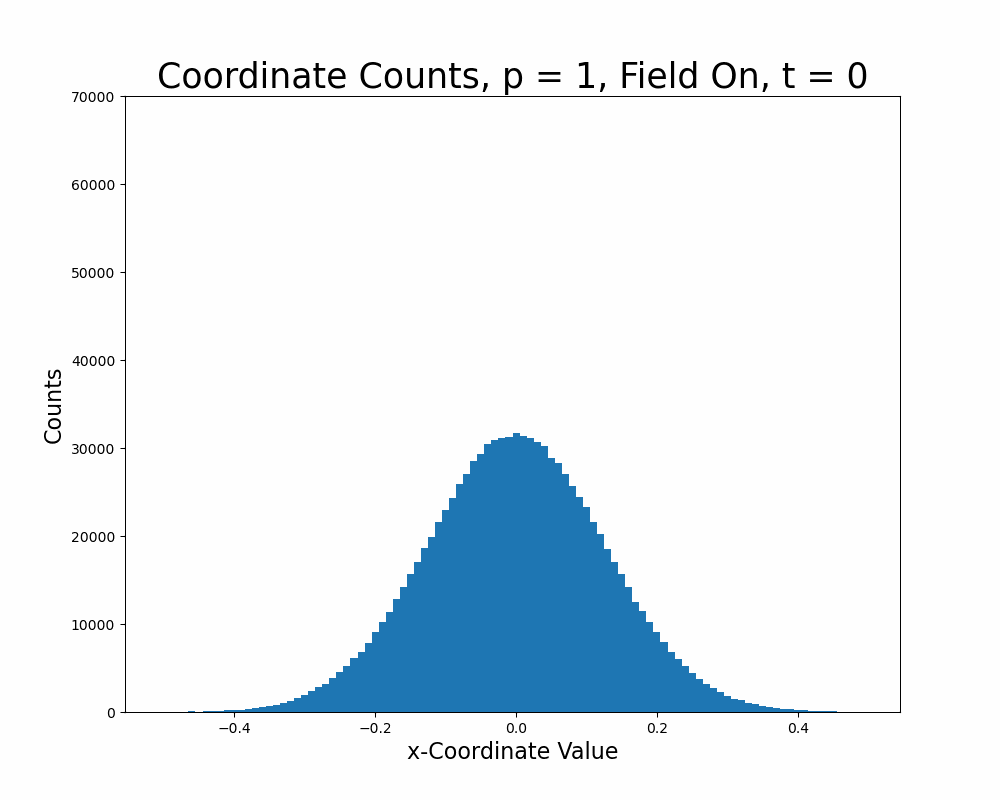 Coordinate Counts, p = 1, Field On, t = 0
70000
60000
50000
40000
30000
20000
10000
0
Counts
−0.4 −0.2 0.0 0.2 0.4
x-Coordinate Value